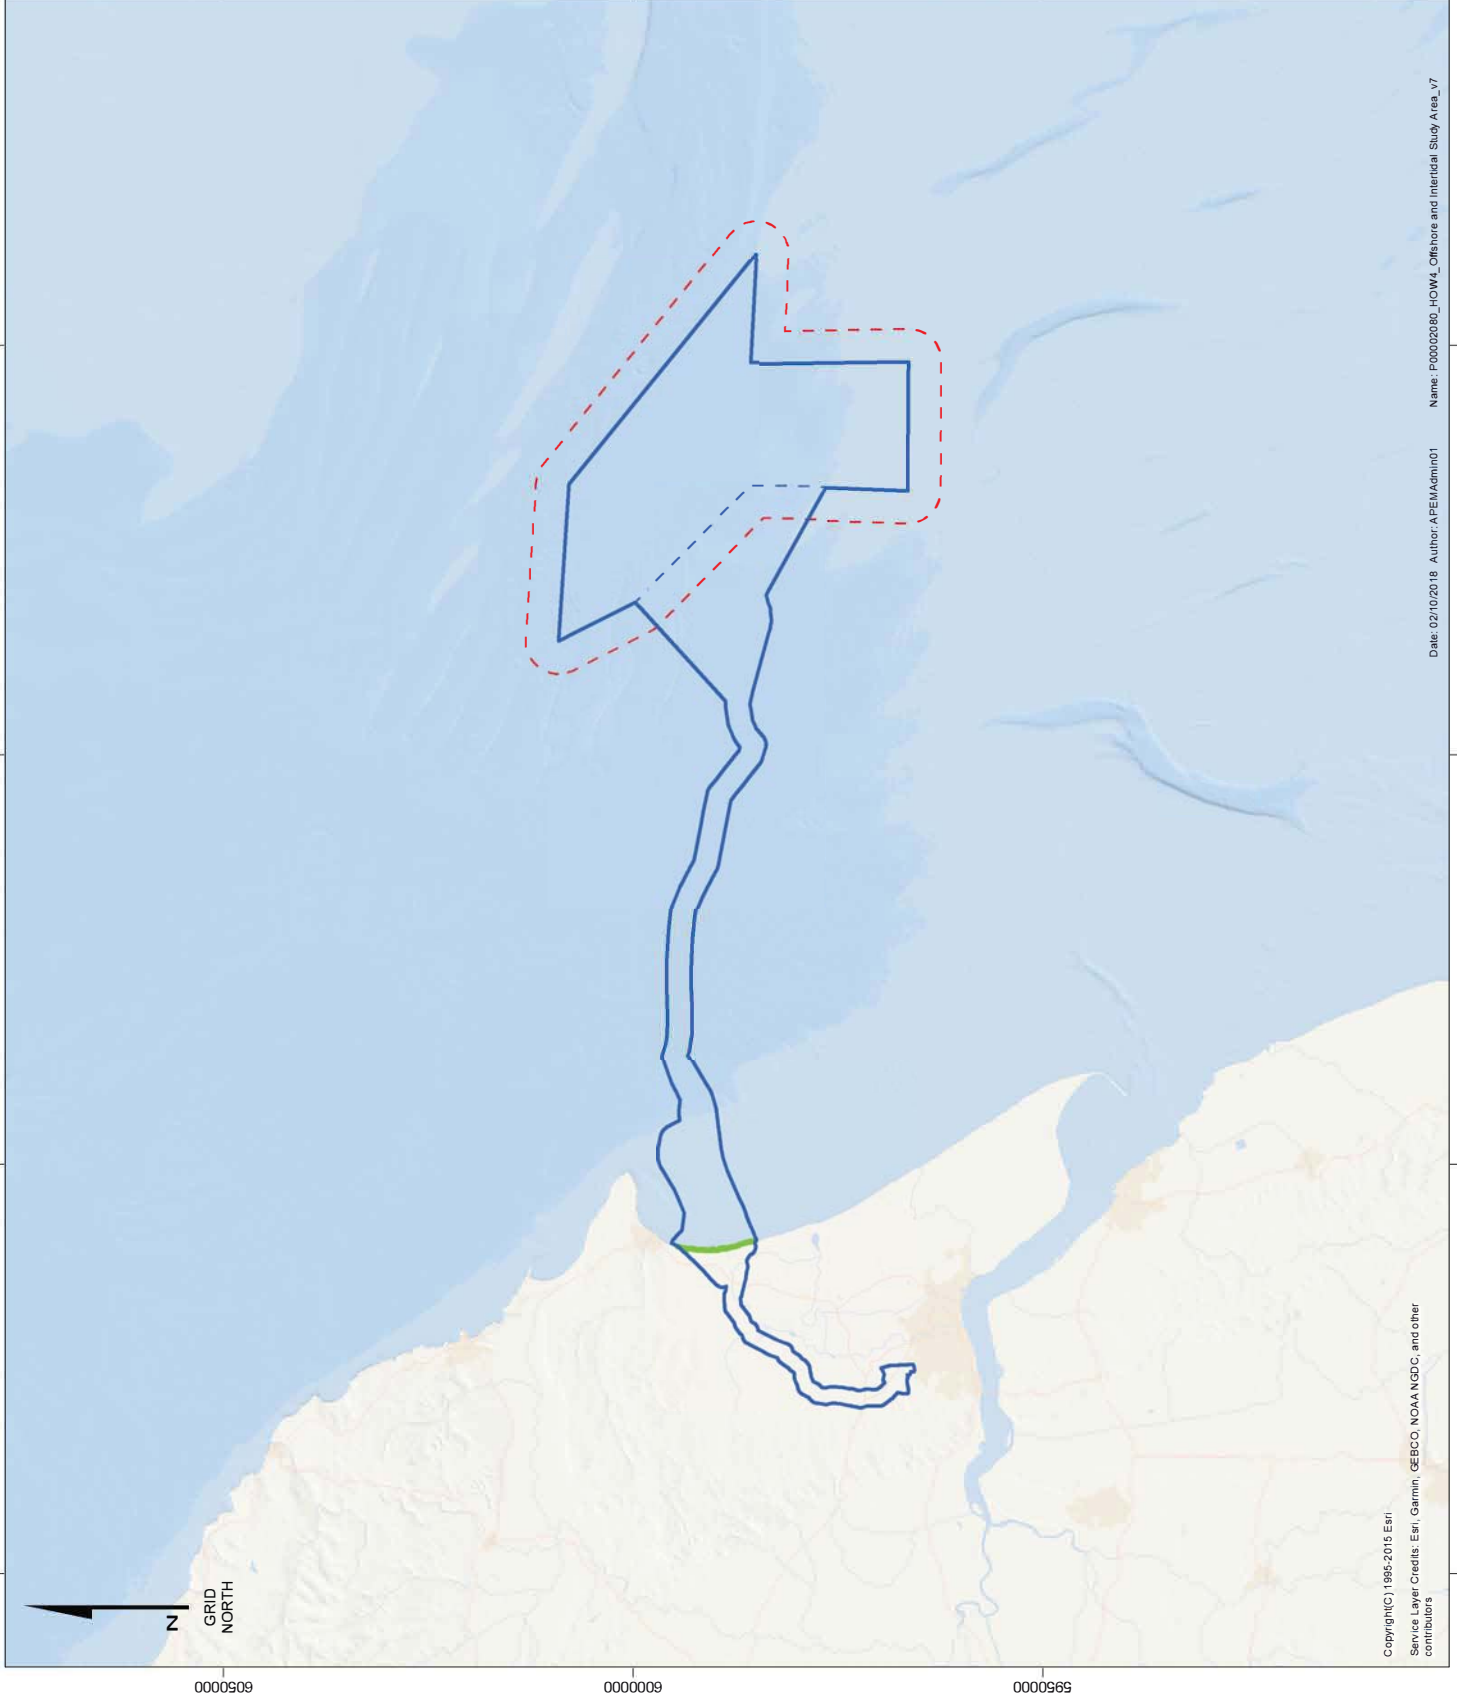 N
GRID
NORTH
6050000
6000000
5950000
Copyright(C) 1995-2015 Esri
Service Layer Credits: Esri, Garmin, GEBCO, NOAA NGDC, and other
contributors
Date: 02/10/2018 Author: APEMAdmin01 Name: P00002080_HOW4_Offshore and Intertidal Study Area_v7